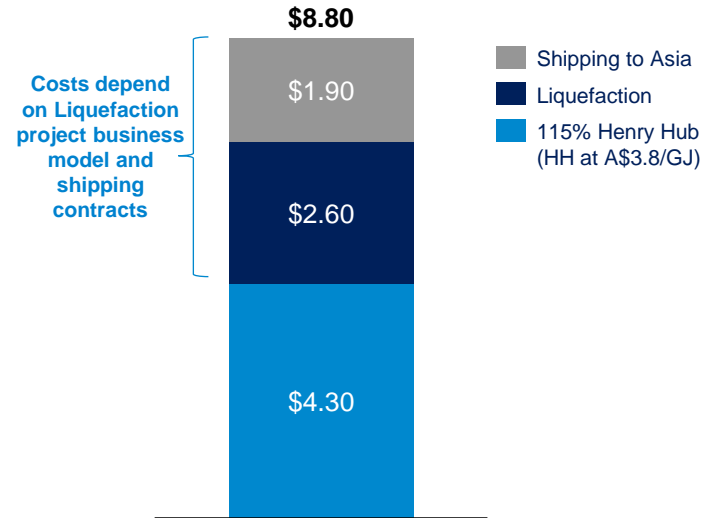 $8.80
Costs depend
on Liquefaction
project business
model and
shipping
contracts
$1.90
$2.60
$4.30
Shipping to Asia
Liquefaction
115% Henry Hub
(HH at A$3.8/GJ)